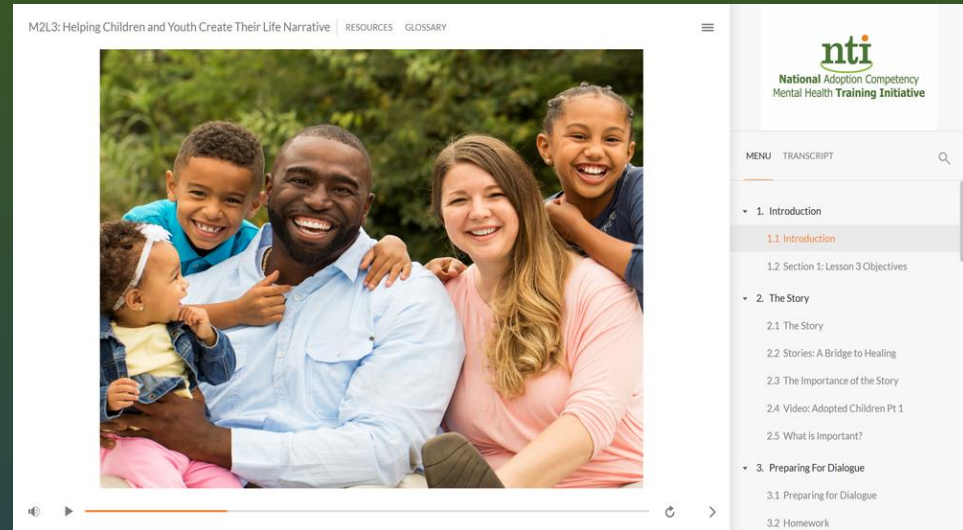 M2L3: Helping Children and Youth Create Their Life Narrative RESOURCES GLOSSARY
nti
National Adoption Competency
Mental Health Training Initiative
MENU TRANSCRIPT
1. Introduction
1.1 Introduction
1.2 Section 1: Lesson 3 Objectives
2. The Story
2.1 The Story
2.2 Stories: A Bridge to Healing
2.3 The Importance of the Story
2.4 Video: Adopted Children Pt 1
2.5 What is Important?
3. Preparing For Dialogue
3.1 Preparing for Dialogue
3.2 Homework